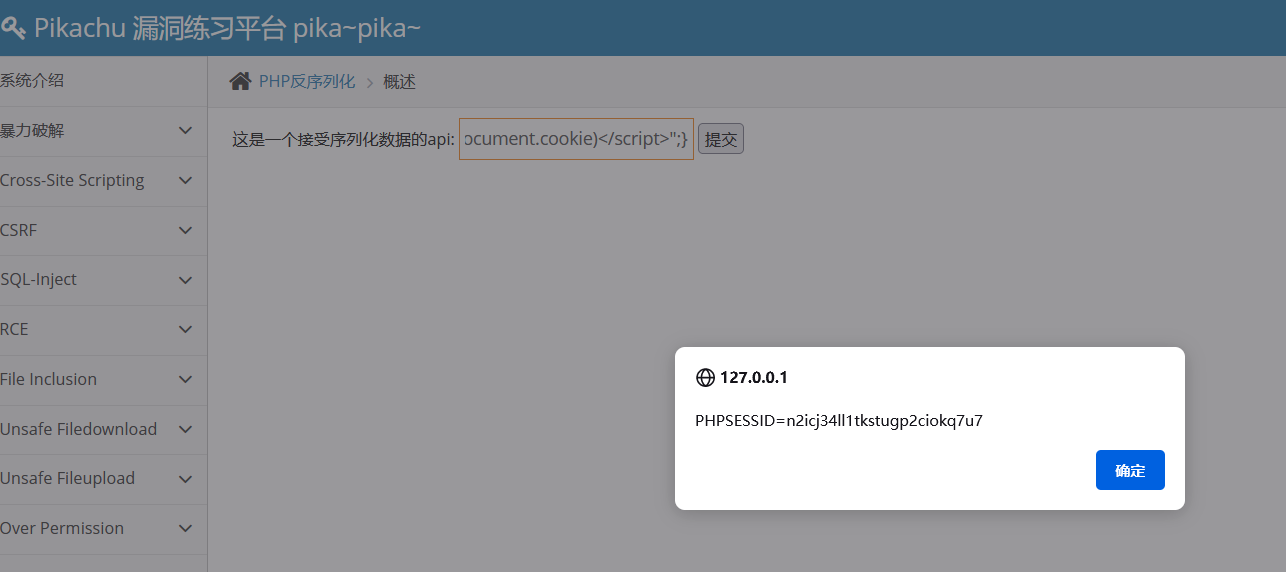 Pikachu 漏洞练习平台 pika~pika~
系统介绍
PHP反序列化 > 概述
暴力破解
这是一个接受序列化数据的api: ocument.cookie)</script>";} 提交
Cross-Site Scripting
CSRF
SQL-Inject
RCE
File Inclusion
Unsafe Filedownload
Unsafe Fileupload
Over Permission
127.0.0.1
PHPSESSID=n2icj34ll1tkstugp2ciokq7u7
确定